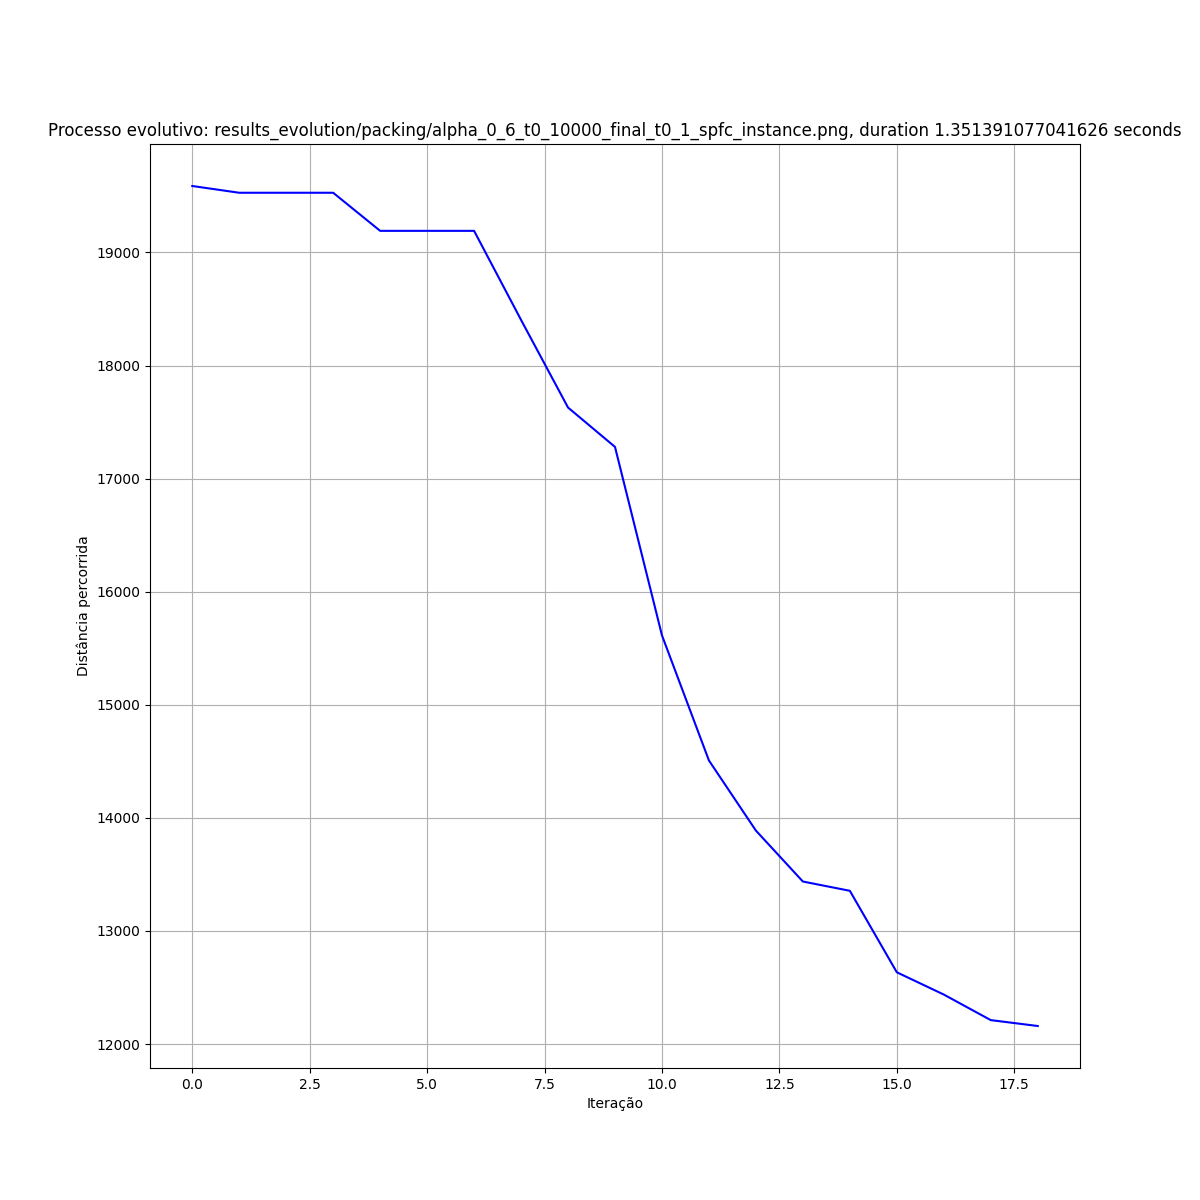 Processo evolutivo: results_evolution/packing/alpha_0_6_t0_10000_final_t0_1_spfc_instance.png, duration 1.351391077041626 seconds
19000
18000
17000
16000
15000
14000
13000
12000
Distância percorrida
0.0 2.5 5.0 7.5 10.0 12.5 15.0 17.5
Iteração